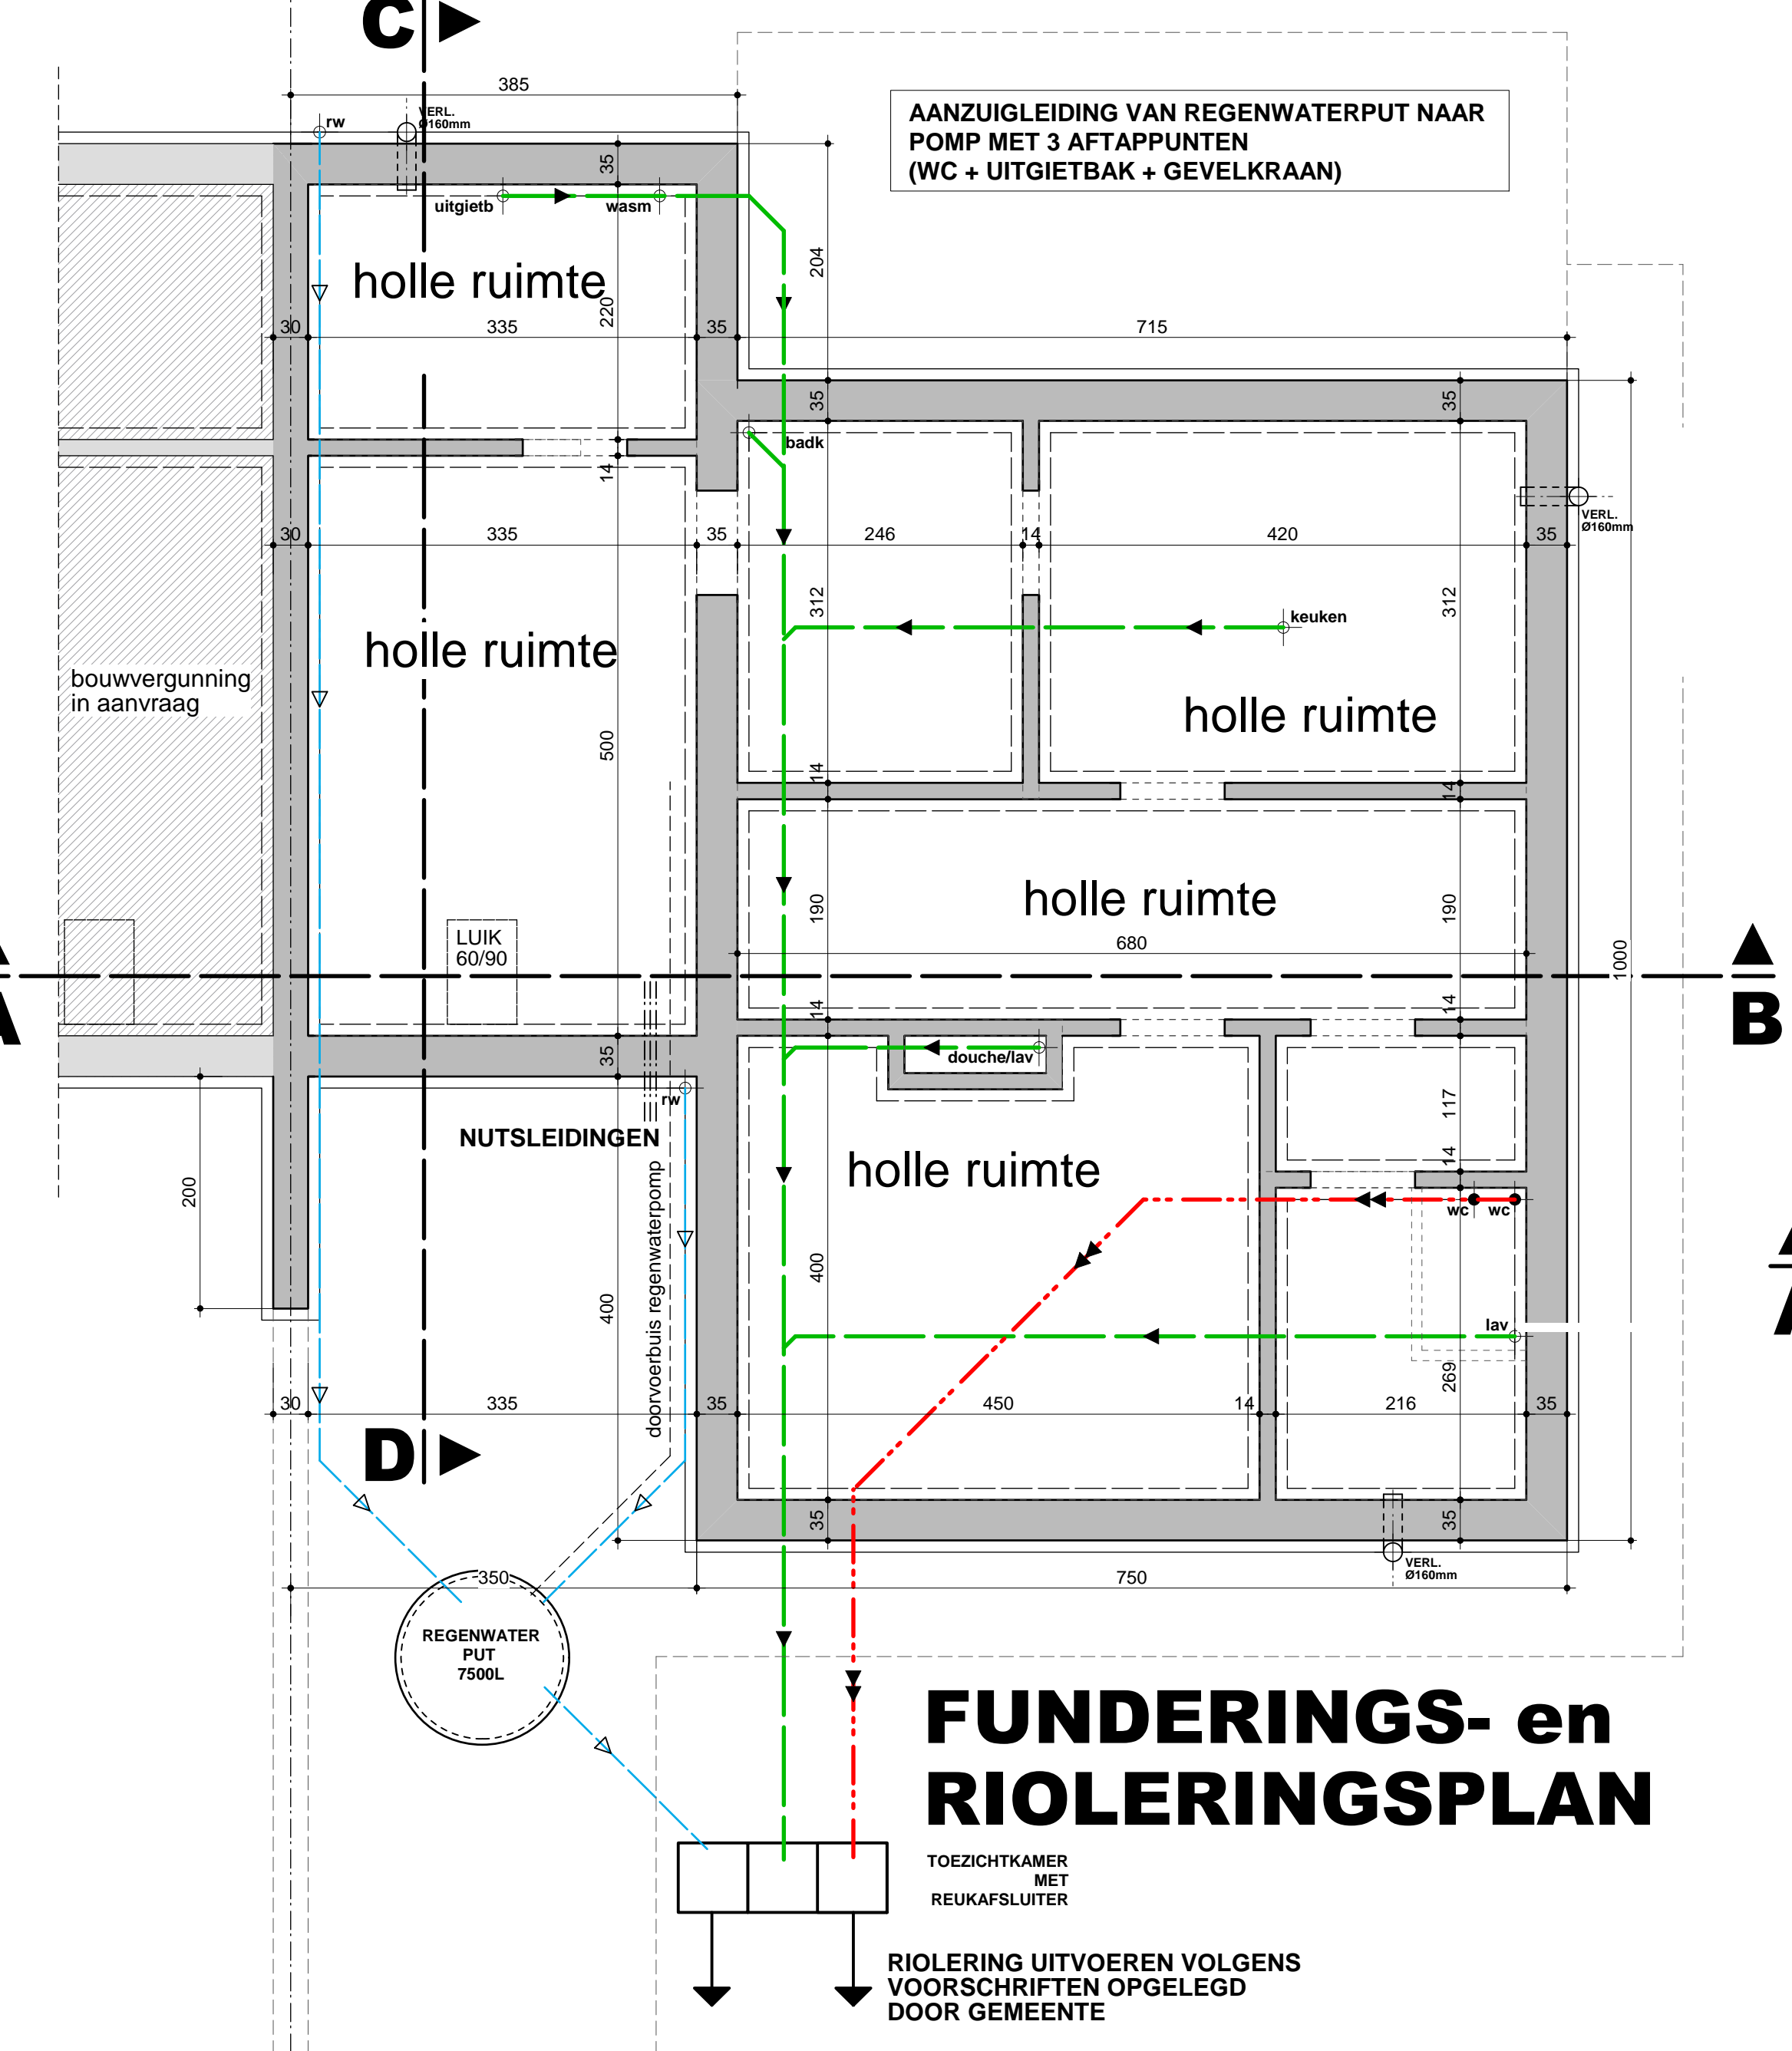 C
385
rw
VERL.
Ø160mm
AANZUIGLEIDING VAN REGENWATERPUT NAAR
POMP MET 3 AFTAPPUNTEN
(WC + UITGIETBAK + GEVELKRAAN)
35
uitgietb
wasm
204
holle ruimte
220
30
335
35
715
35
35
badk
14
30
335
35
246
14
420
35
VERL.
Ø160mm
312
312
keuken
holle ruimte
bouwvergunning
in aanvraag
holle ruimte
500
14
14
holle ruimte
190
190
LUIK
60/90
680
1000
A
B
14
14
35
douche/lav
rw
NUTSLEIDINGEN
117
14
holle ruimte
200
doorvoerbuis regenwaterpomp
wc
wc
400
400
lav
269
30
335
35
450
14
216
35
D
35
35
VERL.
Ø160mm
350
750
REGENWATER
PUT
7500L
FUNDERINGS- en
RIOLERINGSPLAN
TOEZICHTKAMER
MET
REUKAFSLUITER
RIOLERING UITVOEREN VOLGENS
VOORSCHRIFTEN OPGELEGD
DOOR GEMEENTE